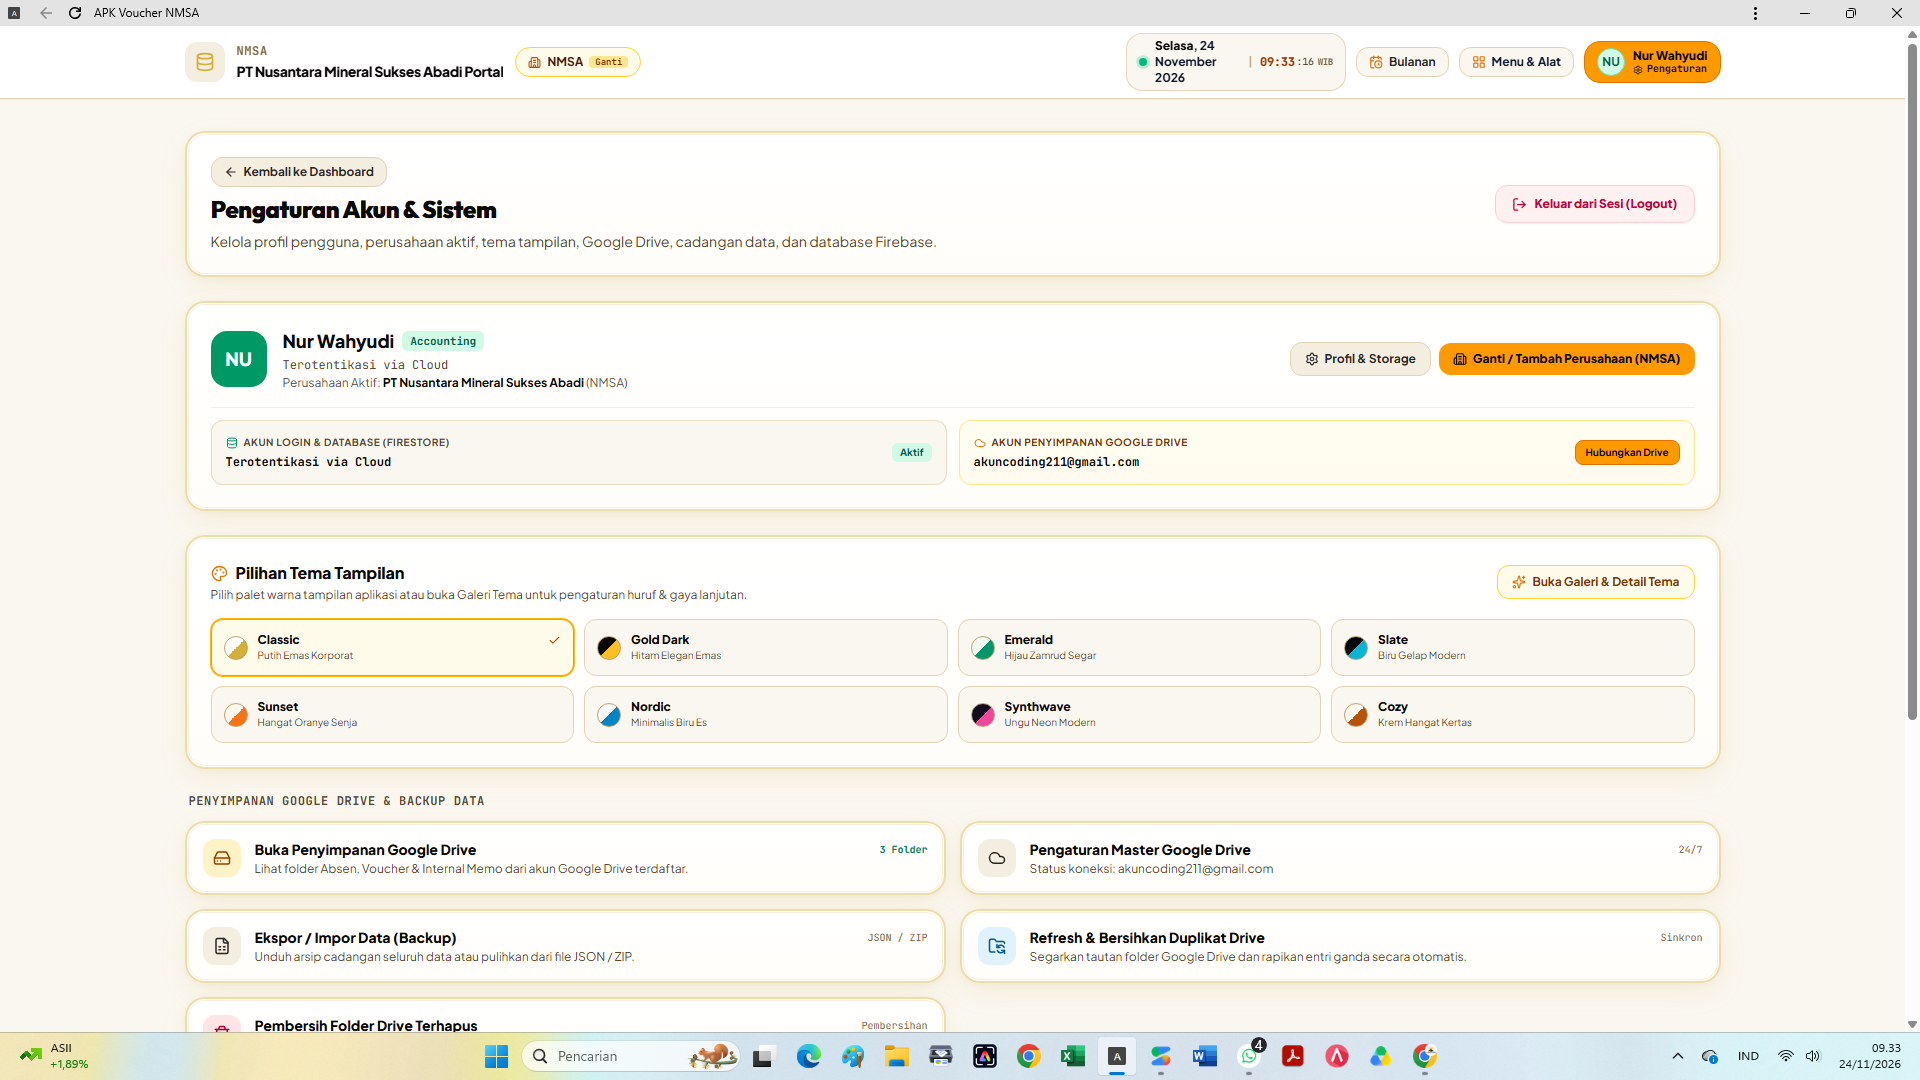 APK Voucher NMSA
NMSA
PT Nusantara Mineral Sukses Abadi Portal
NMSA Ganti
Selasa, 24
November
2026
| 09:33:16 WIB
Bulanan
Menu & Alat
NU
Nur Wahyudi
Pengaturan
Kembali ke Dashboard
Pengaturan Akun & Sistem
Kelola profil pengguna, perusahaan aktif, tema tampilan, Google Drive, cadangan data, dan database Firebase.
Keluar dari Sesi (Logout)
NU
Nur Wahyudi Accounting
Terotentikasi via Cloud
Perusahaan Aktif: PT Nusantara Mineral Sukses Abadi (NMSA)
Profil & Storage
Ganti / Tambah Perusahaan (NMSA)
AKUN LOGIN & DATABASE (FIRESTORE)
Terotentikasi via Cloud
Aktif
AKUN PENYIMPANAN GOOGLE DRIVE
akuncoding211@gmail.com
Hubungkan Drive
Pilihan Tema Tampilan
Pilih palet warna tampilan aplikasi atau buka Galeri Tema untuk pengaturan huruf & gaya lanjutan.
Buka Galeri & Detail Tema
Classic
Putih Emas Korporat
Gold Dark
Hitam Elegan Emas
Emerald
Hijau Zamrud Segar
Slate
Biru Gelap Modern
Sunset
Hangat Oranye Senja
Nordic
Minimalis Biru Es
Synthwave
Ungu Neon Modern
Cozy
Krem Hangat Kertas
PENYIMPANAN GOOGLE DRIVE & BACKUP DATA
Buka Penyimpanan Google Drive
Lihat folder Absen, Voucher & Internal Memo dari akun Google Drive terdaftar.
3 Folder
Pengaturan Master Google Drive
Status koneksi: akuncoding211@gmail.com
24/7
Ekspor / Impor Data (Backup)
Unduh arsip cadangan seluruh data atau pulihkan dari file JSON / ZIP.
JSON / ZIP
Refresh & Bersihkan Duplikat Drive
Segarkan tautan folder Google Drive dan rapikan entri ganda secara otomatis.
Sinkron
Pembersih Folder Drive Terhapus
Pembersihan
ASII
+1,89%
Pencarian
4
IND
09.33
24/11/2026